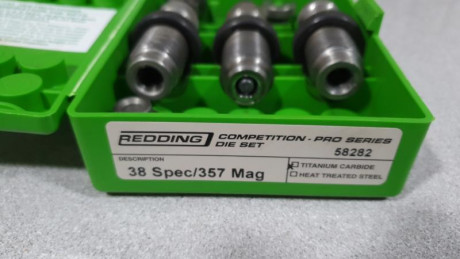 REDDING
COMPETITION - PRO SERIES
DIE SET
58282
DESCRIPTION
38 Spec/357 Mag
TITANIUM CARBIDE
HEAT TREATED STEEL